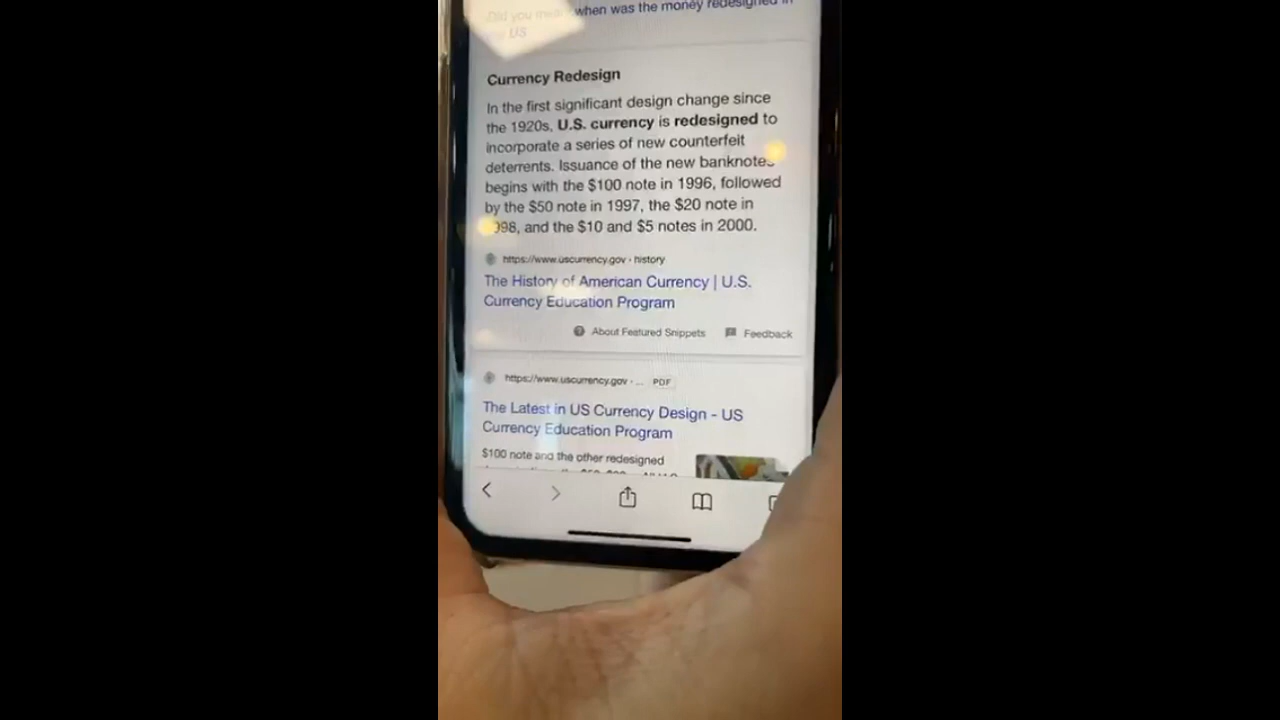 Did you mean when was the money redesigned in
US
Currency Redesign
In the first significant design change since
the 1920s, U.S. currency is redesigned to
incorporate a series of new counterfeit
deterrents. Issuance of the new banknotes
begins with the $100 note in 1996, followed
by the $50 note in 1997, the $20 note in
1998, and the $10 and $5 notes in 2000.
https://www.uscurrency.gov › history
The History of American Currency | U.S.
Currency Education Program
About Featured Snippets Feedback
https://www.uscurrency.gov › ... PDF
The Latest in US Currency Design - US
Currency Education Program
$100 note and the other redesigned